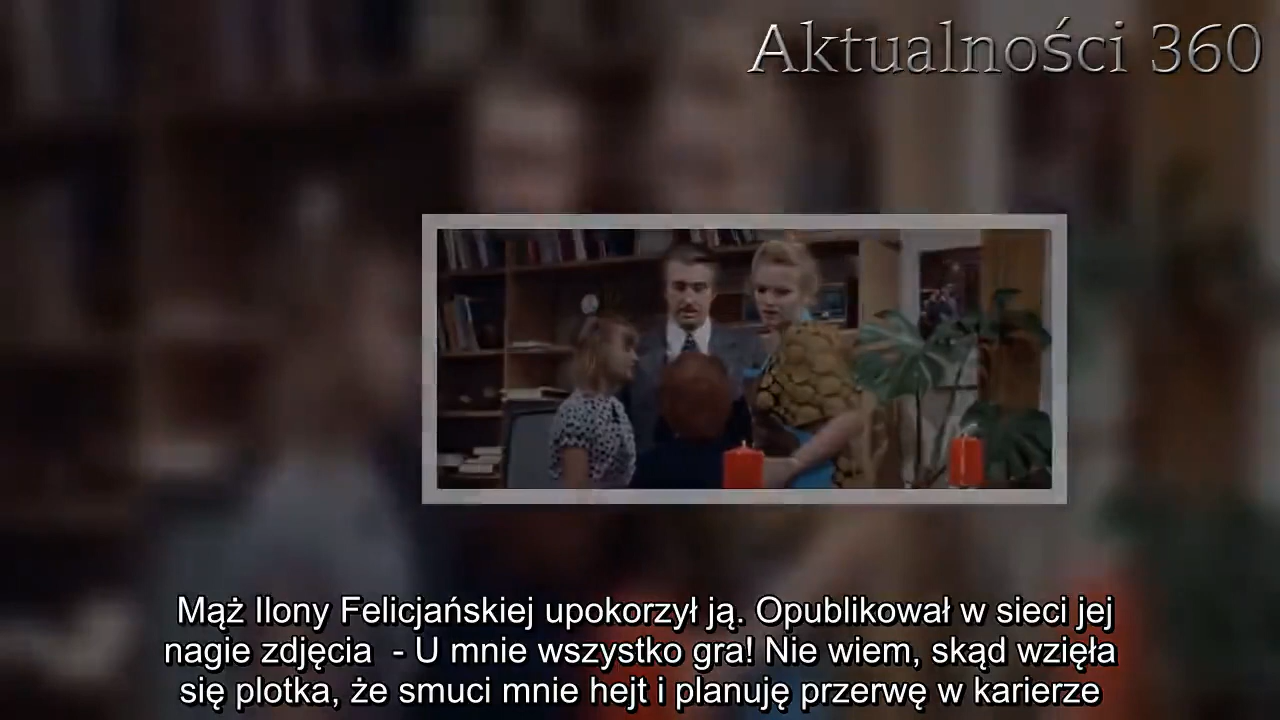 Aktualności 360
Mąż Ilony Felicjańskiej upokorzył ją. Opublikował w sieci jej
nagie zdjęcia - U mnie wszystko gra! Nie wiem, skąd wzięła
się plotka, że smuci mnie hejt i planuję przerwę w karierze